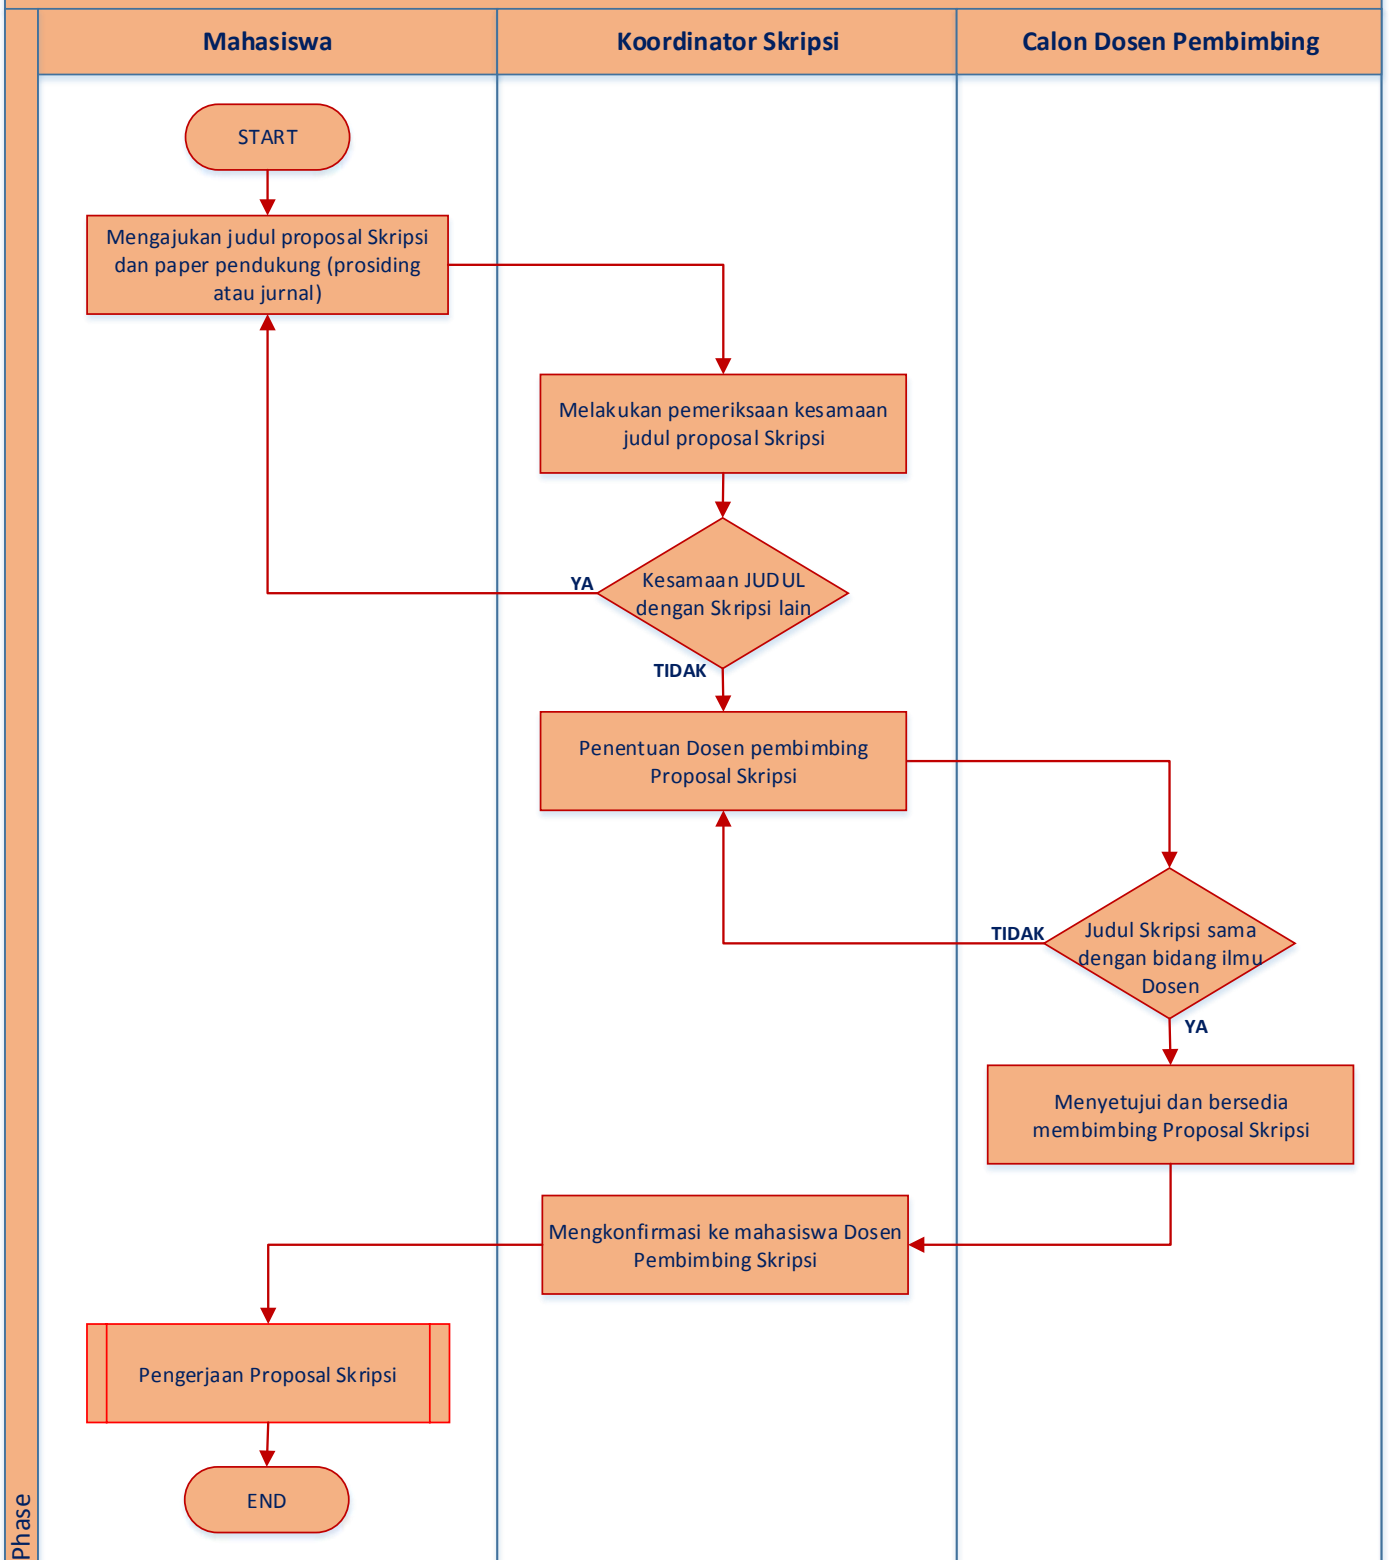 Mahasiswa
Koordinator Skripsi
Calon Dosen Pembimbing
START
Mengajukan judul proposal Skripsi
dan paper pendukung (prosiding
atau jurnal)
Melakukan pemeriksaan kesamaan
judul proposal Skripsi
Kesamaan JUDUL
dengan Skripsi lain
YA
TIDAK
Penentuan Dosen pembimbing
Proposal Skripsi
Judul Skripsi sama
dengan bidang ilmu
Dosen
TIDAK
YA
Menyetujui dan bersedia
membimbing Proposal Skripsi
Mengkonfirmasi ke mahasiswa Dosen
Pembimbing Skripsi
Pengerjaan Proposal Skripsi
END
Phase